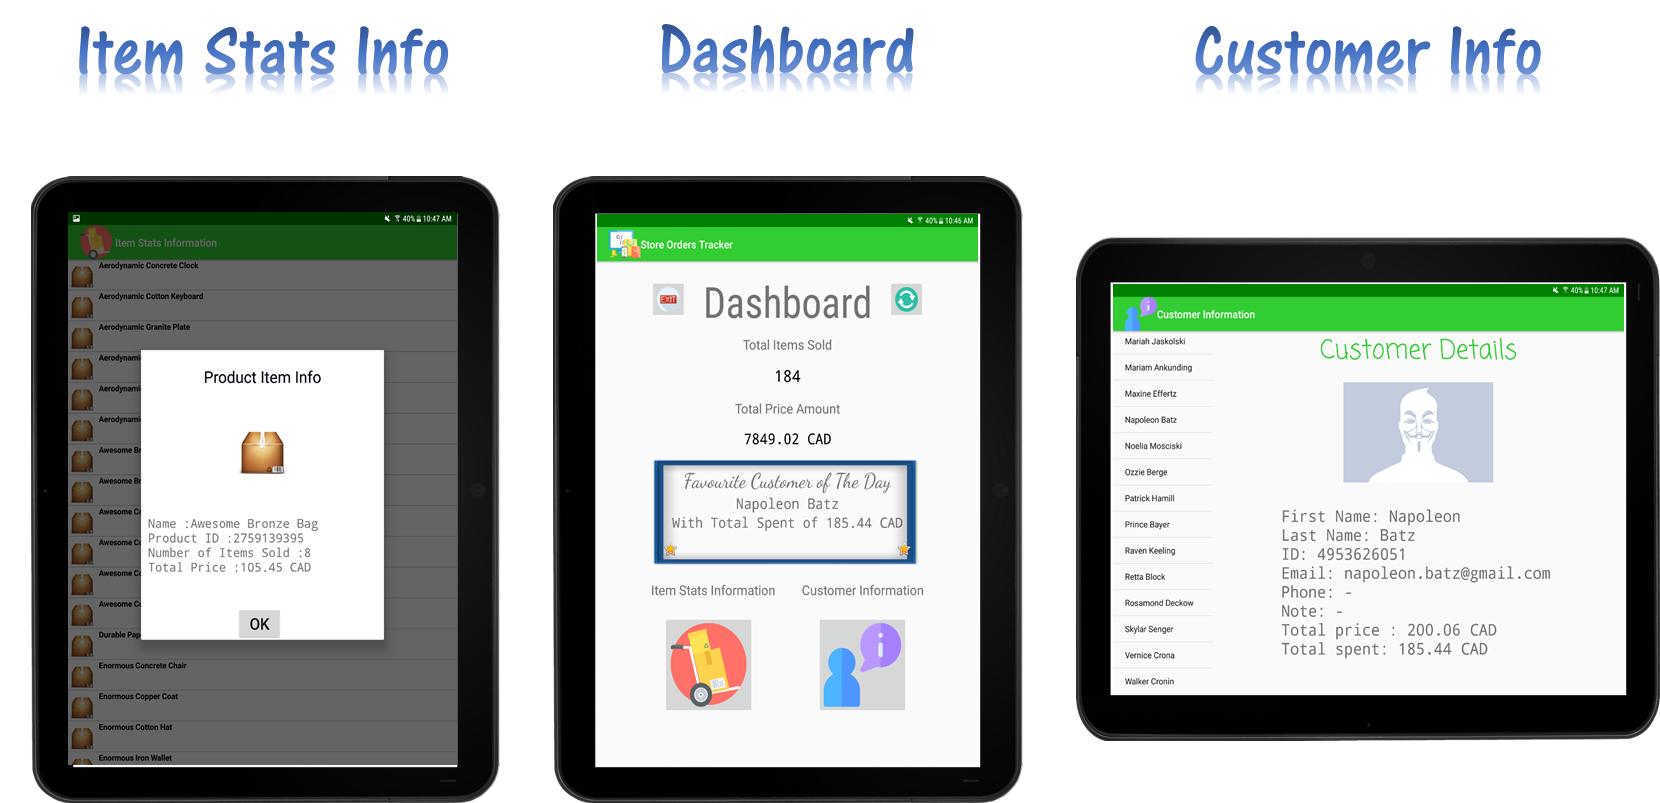 Item Stats Info
Dashboard
Customer Info
40% 10:47 AM
Item Stats Information
Aerodynamic Concrete Clock
Aerodynamic Cotton Keyboard
Aerodynamic Granite Plate
Product Item Info
Name :Awesome Bronze Bag
Product ID :2759139395
Number of Items Sold :8
Total Price :105.45 CAD
OK
Aerodynami
Aerodynami
Aerodynami
Awesome Br
Awesome Br
Awesome Co
Awesome Co
Awesome Co
Awesome Co
Durable Pap
Enormous Concrete Chair
Enormous Copper Coat
Enormous Cotton Hat
Enormous Iron Wallet
40% 10:46 AM
Store Orders Tracker
EXIT
Dashboard
Total Items Sold
184
Total Price Amount
7849.02 CAD
Favourite Customer of The Day
Napoleon Batz
With Total Spent of 185.44 CAD
Item Stats Information
Customer Information
40% 10:47 AM
Customer Information
Mariah Jaskolski
Mariam Ankunding
Maxine Effertz
Napoleon Batz
Noelia Mosciski
Ozzie Berge
Patrick Hamill
Prince Bayer
Raven Keeling
Retta Block
Rosamond Deckow
Skylar Senger
Vernice Crona
Walker Cronin
Customer Details
First Name: Napoleon
Last Name: Batz
ID: 4953626051
Email: napoleon.batz@gmail.com
Phone: -
Note: -
Total price : 200.06 CAD
Total spent: 185.44 CAD